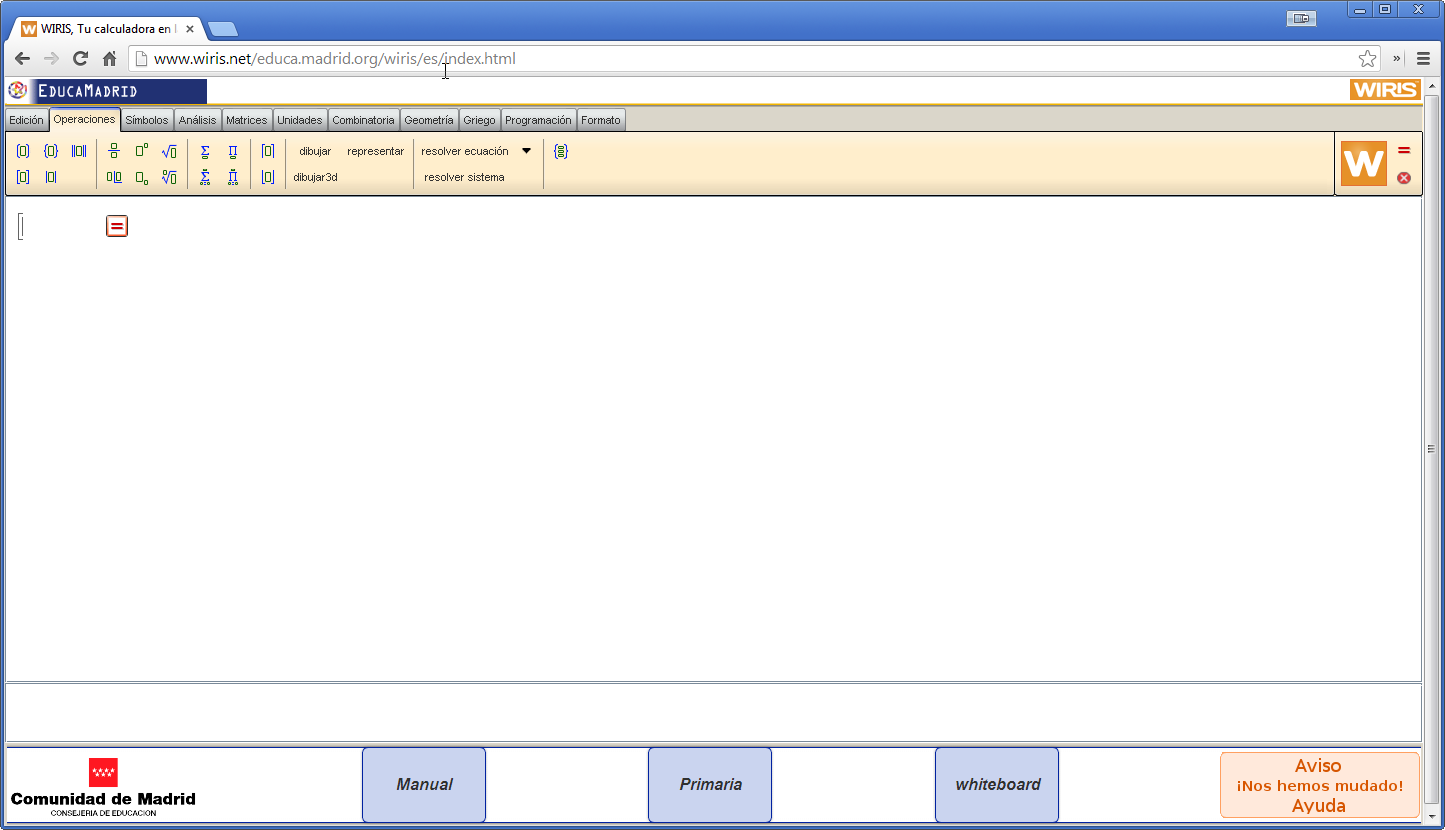 WIRIS, Tu calculadora en l
www.wiris.net/educa.madrid.org/wiris/es/index.html
EDUCAMADRID
WIRIS
Edición Operaciones Símbolos Análisis Matrices Unidades Combinatoria Geometría Griego Programación Formato
dibujar representar resolver ecuación
dibujar3d resolver sistema
W
=
Comunidad de Madrid
CONSEJERIA DE EDUCACION
Manual
Primaria
whiteboard
Aviso
¡Nos hemos mudado!
Ayuda